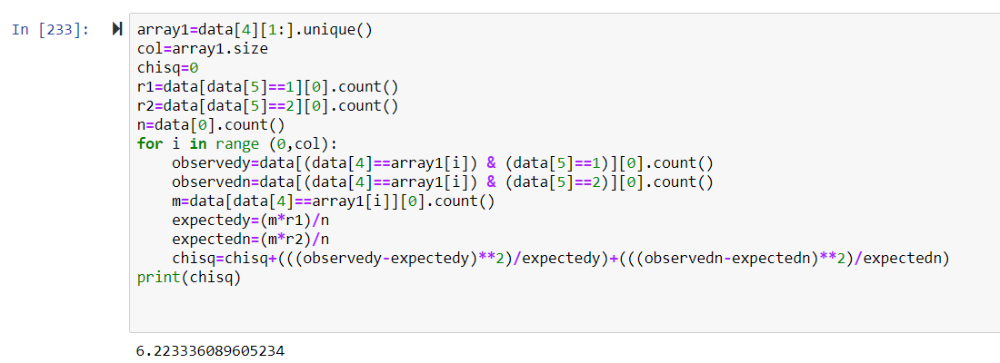 In [233]:
array1=data[4][1:].unique()
col=array1.size
chisq=0
r1=data[data[5]==1][0].count()
r2=data[data[5]==2][0].count()
n=data[0].count()
for i in range (0,col):
    observedy=data[(data[4]==array1[i]) & (data[5]==1)][0].count()
    observedn=data[(data[4]==array1[i]) & (data[5]==2)][0].count()
    m=data[data[4]==array1[i]][0].count()
    expectedy=(m*r1)/n
    expectedn=(m*r2)/n
    chisq=chisq+(((observedy-expectedy)**2)/expectedy)+(((observedn-expectedn)**2)/expectedn)
print(chisq)
6.223336089605234